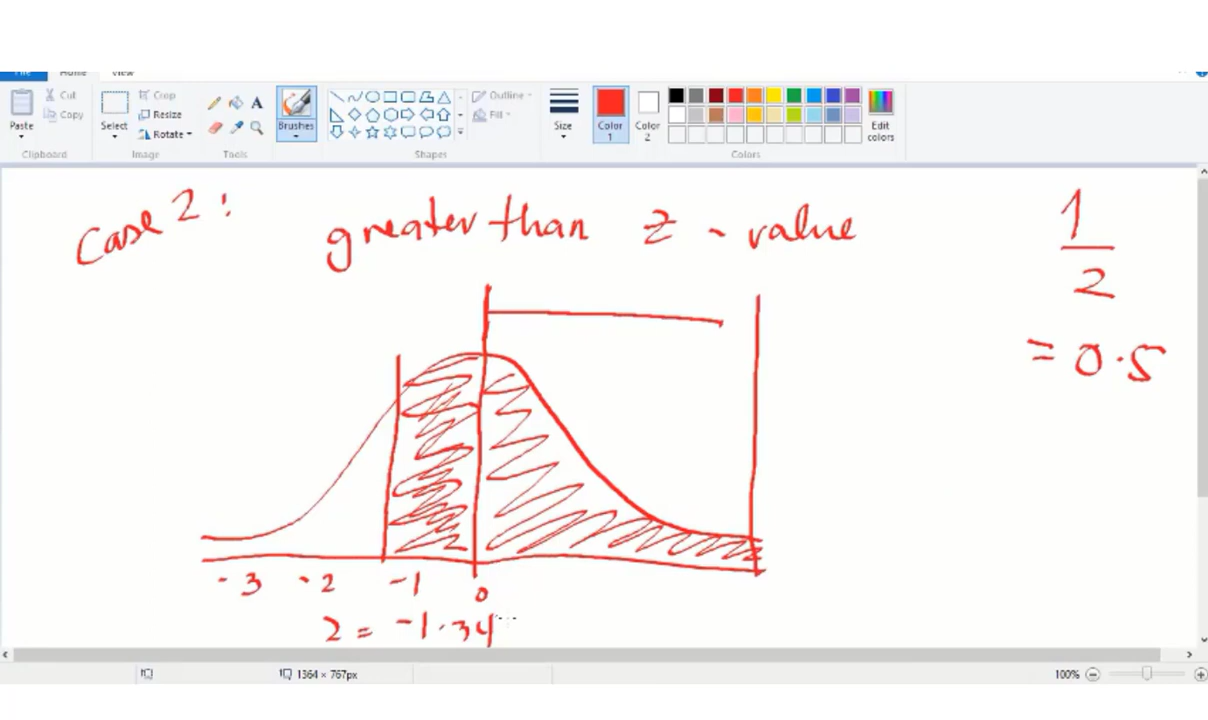 File Home View
Cut
Copy
Paste
Clipboard
Select
Crop
Resize
Rotate
Image
A
Tools
Brushes
Outline
Fill
Shapes
Size
Color 1
Color 2
Edit colors
Colors
Case 2:
greater than z - value
1
2
= 0.5
-3 -2 -1 0
z = -1.34
1364 × 767px
100%